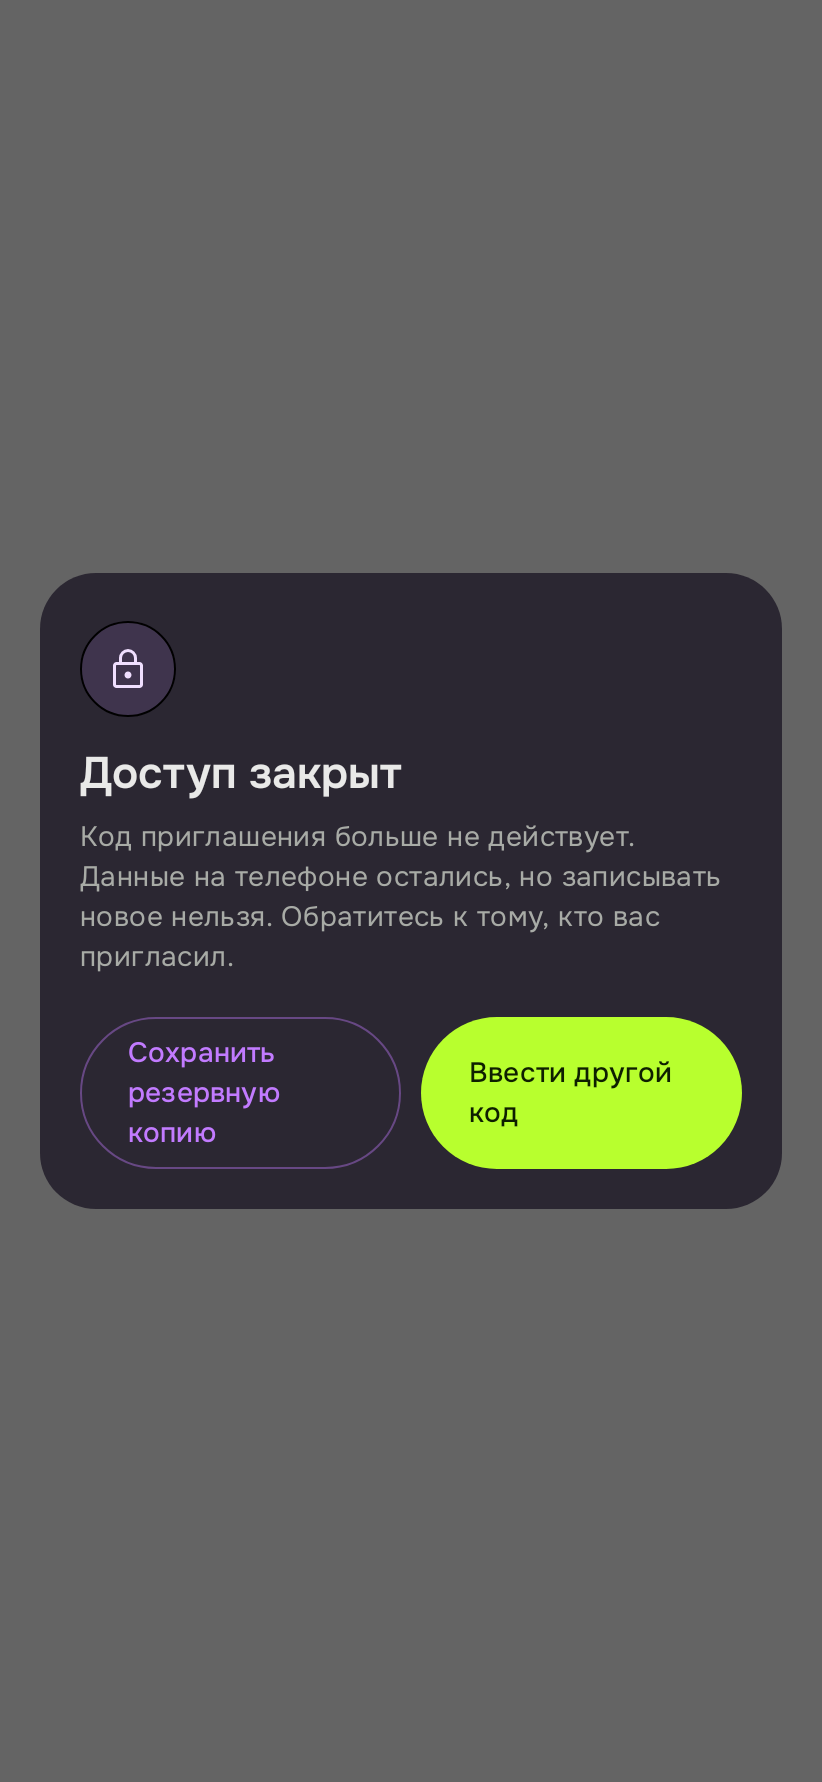 Доступ закрыт
Код приглашения больше не действует.
Данные на телефоне остались, но записывать
новое нельзя. Обратитесь к тому, кто вас
пригласил.
Сохранить
резервную
копию
Ввести другой
код